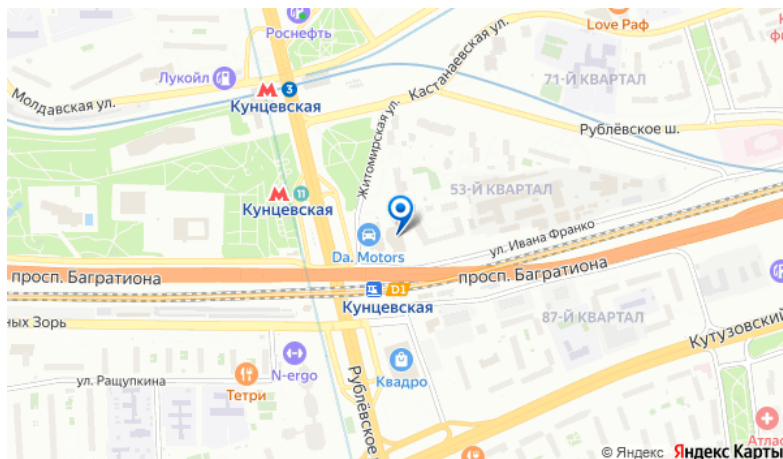 Роснефть
Love Раф
Лукойл
71-Й КВАРТАЛ
Молдавская ул.
3
Кунцевская
Кастанаевская ул.
Рублёвское ш.
Житомирская ул.
53-Й КВАРТАЛ
11
Кунцевская
ул. Ивана Франко
Da. Motors
просп. Багратиона
просп. Багратиона
D1
Кунцевская
ных Зорь
87-Й КВАРТАЛ
Кутузовский
N-ergo
Квадро
ул. Ращупкина
Тетри
Рублёвское
Атлас
© Яндекс Яндекс Карты